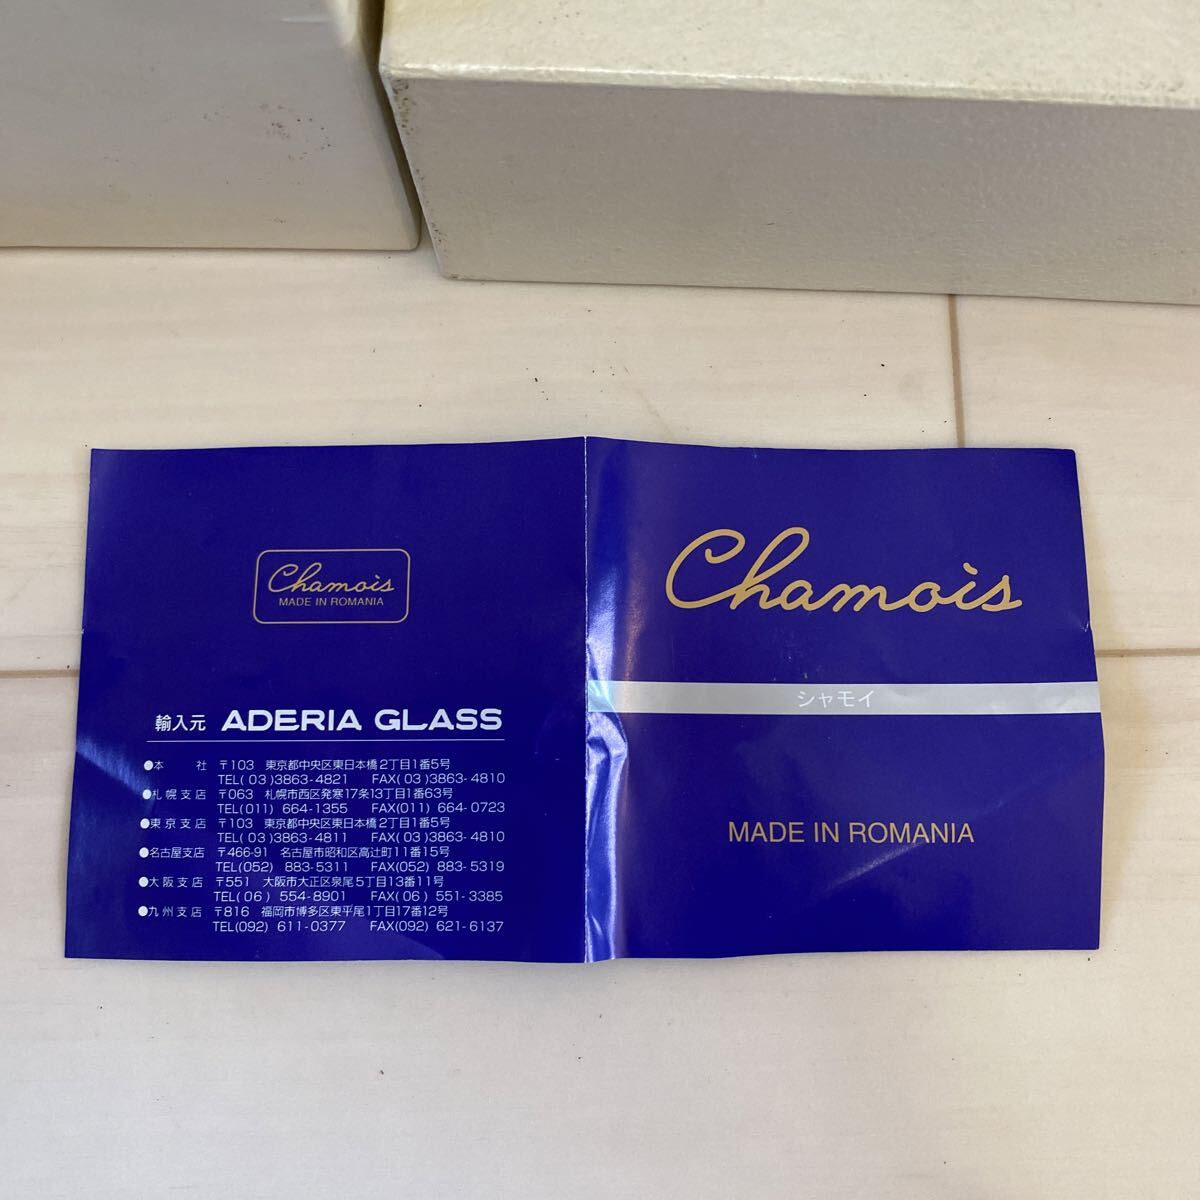 Chamois
MADE IN ROMANIA
輸入元 ADERIA GLASS
●本 社 〒103 東京都中央区東日本橋2丁目1番5号
TEL(03)3863-4821 FAX(03)3863-4810
●札幌支店 〒063 札幌市西区発寒17条13丁目1番63号
TEL(011) 664-1355 FAX(011) 664-0723
●東京支店 〒103 東京都中央区東日本橋2丁目1番5号
TEL(03)3863-4811 FAX(03)3863-4810
●名古屋支店 〒466-91 名古屋市昭和区高辻町11番15号
TEL(052) 883-5311 FAX(052) 883-5319
●大阪支店 〒551 大阪市大正区泉尾5丁目13番11号
TEL(06) 554-8901 FAX(06) 551-3385
●九州支店 〒816 福岡市博多区東平尾1丁目17番12号
TEL(092) 611-0377 FAX(092) 621-6137
Chamois
シャモイ
MADE IN ROMANIA